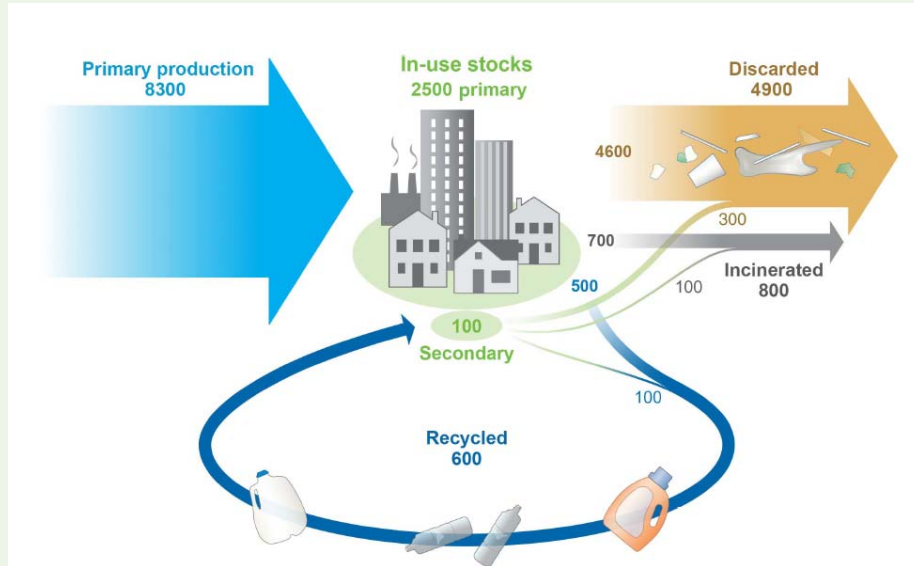 Primary production
8300
In-use stocks
2500 primary
Discarded
4900
4600
300
700
Incinerated
800
100
500
100
Secondary
100
Recycled
600